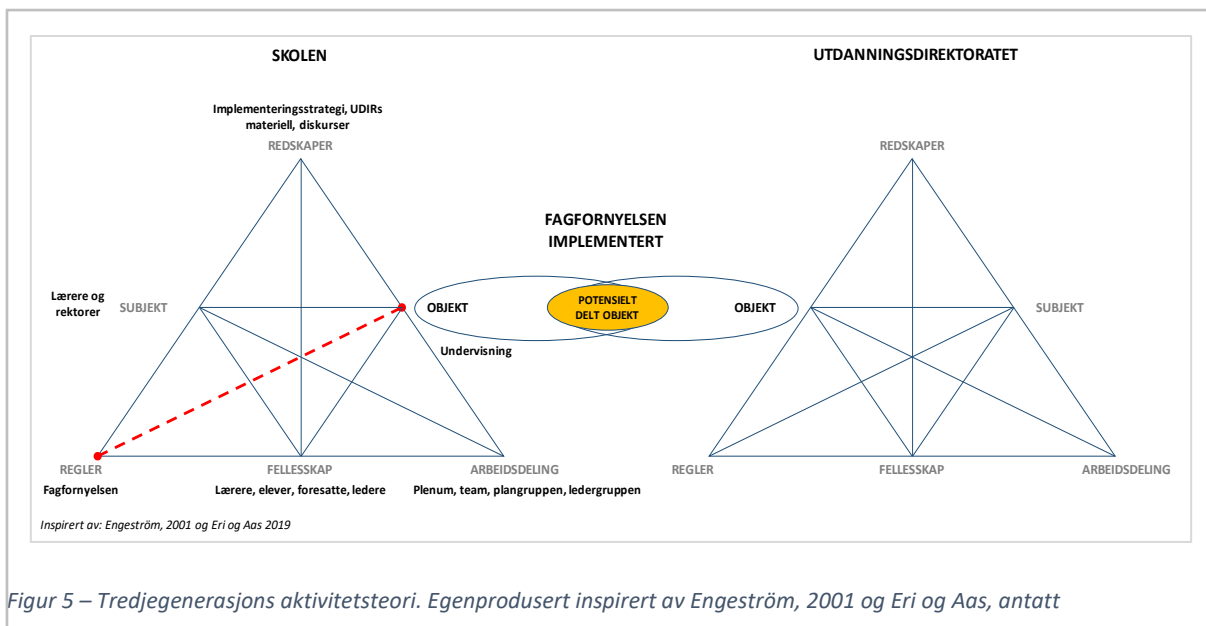 SKOLEN
UTDANNINGSDIREKTORATET
Implementeringsstrategi, UDIRs
materiell, diskurser
REDSKAPER
REDSKAPER
FAGFORNYELSEN
IMPLEMENTERT
Lærere og
rektorer
SUBJEKT
OBJEKT
POTENSIELT
DELT OBJEKT
OBJEKT
SUBJEKT
Undervisning
REGLER
FELLESSKAP
ARBEIDSDELING
REGLER
FELLESSKAP
ARBEIDSDELING
Fagfornyelsen
Lærere, elever, foresatte, ledere
Plenum, team, plangruppen, ledergruppen
Inspirert av: Engeström, 2001 og Eri og Aas 2019
Figur 5 – Tredjegenerasjons aktivitetsteori. Egenprodusert inspirert av Engeström, 2001 og Eri og Aas, antatt